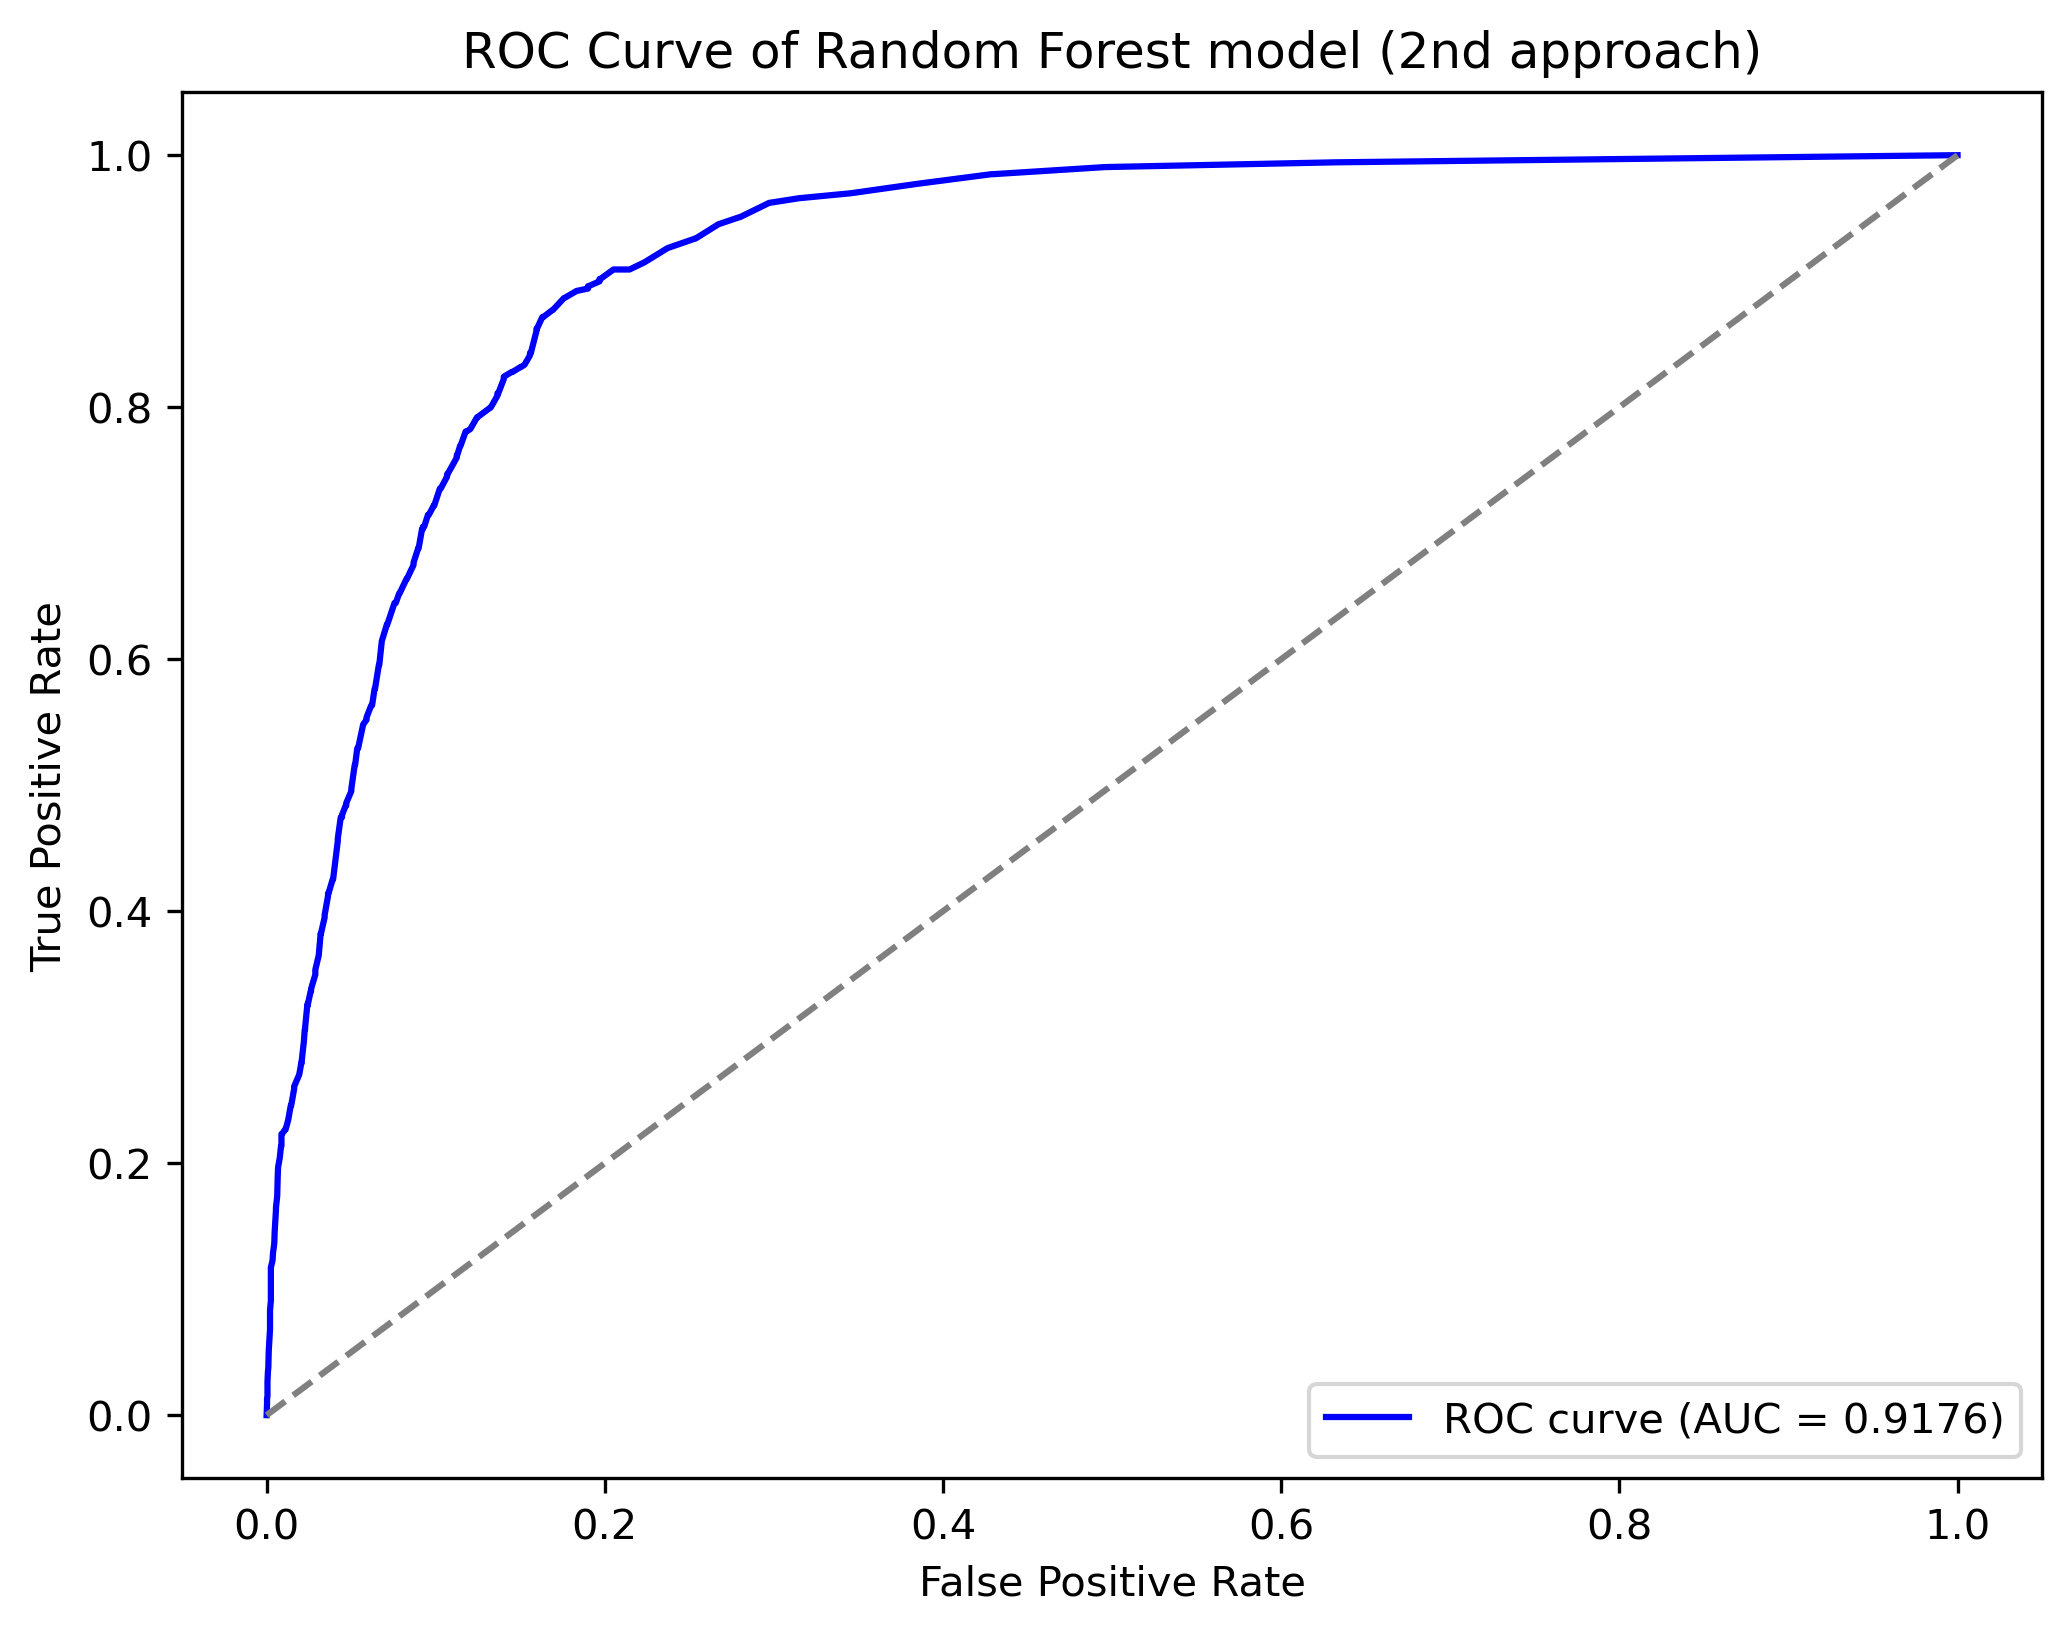 ROC Curve of Random Forest model (2nd approach)
True Positive Rate
1.0
0.8
0.6
0.4
0.2
0.0
ROC curve (AUC = 0.9176)
0.0 0.2 0.4 0.6 0.8 1.0
False Positive Rate